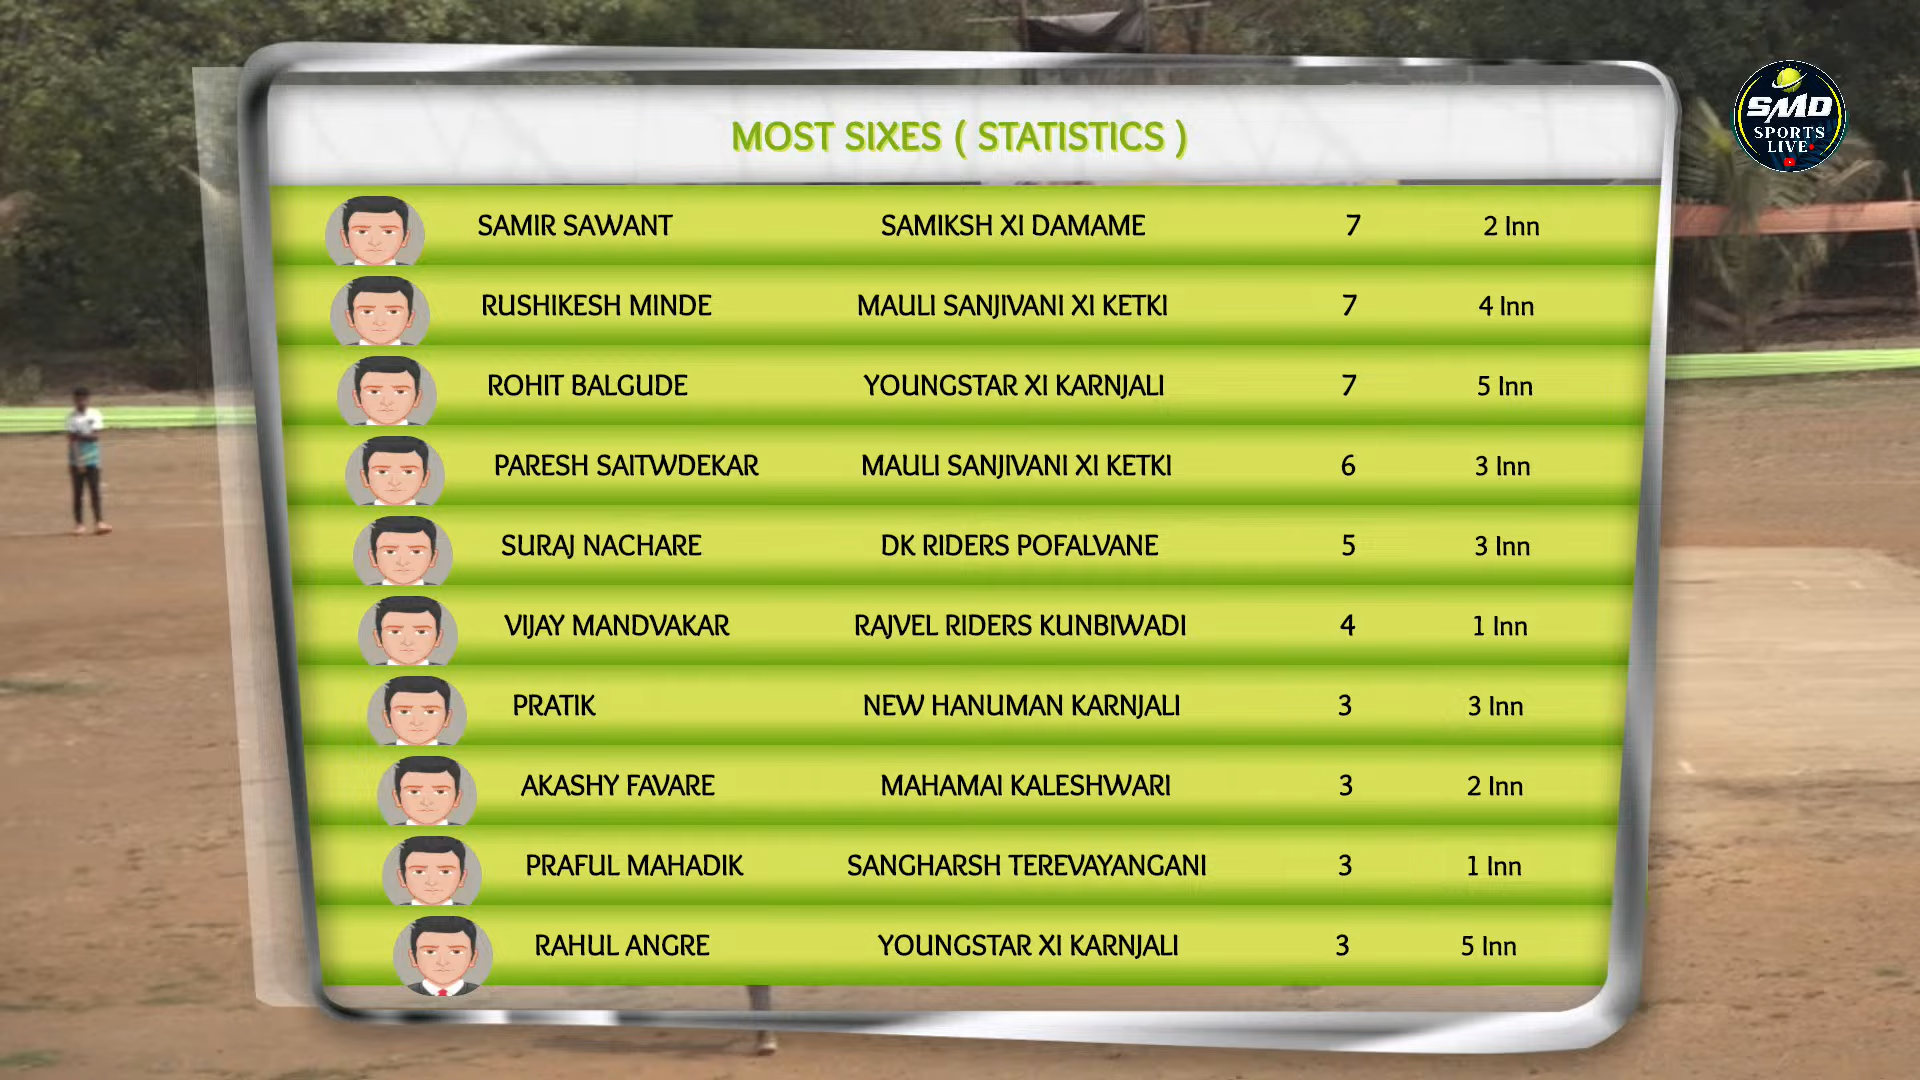 MOST SIXES ( STATISTICS )
SMD
SPORTS
LIVE
SAMIR SAWANT SAMIKSH XI DAMAME 7 2 Inn
RUSHIKESH MINDE MAULI SANJIVANI XI KETKI 7 4 Inn
ROHIT BALGUDE YOUNGSTAR XI KARNJALI 7 5 Inn
PARESH SAITWDEKAR MAULI SANJIVANI XI KETKI 6 3 Inn
SURAJ NACHARE DK RIDERS POFALVANE 5 3 Inn
VIJAY MANDVAKAR RAJVEL RIDERS KUNBIWADI 4 1 Inn
PRATIK NEW HANUMAN KARNJALI 3 3 Inn
AKASHY FAVARE MAHAMAI KALESHWARI 3 2 Inn
PRAFUL MAHADIK SANGHARSH TEREVAYANGANI 3 1 Inn
RAHUL ANGRE YOUNGSTAR XI KARNJALI 3 5 Inn